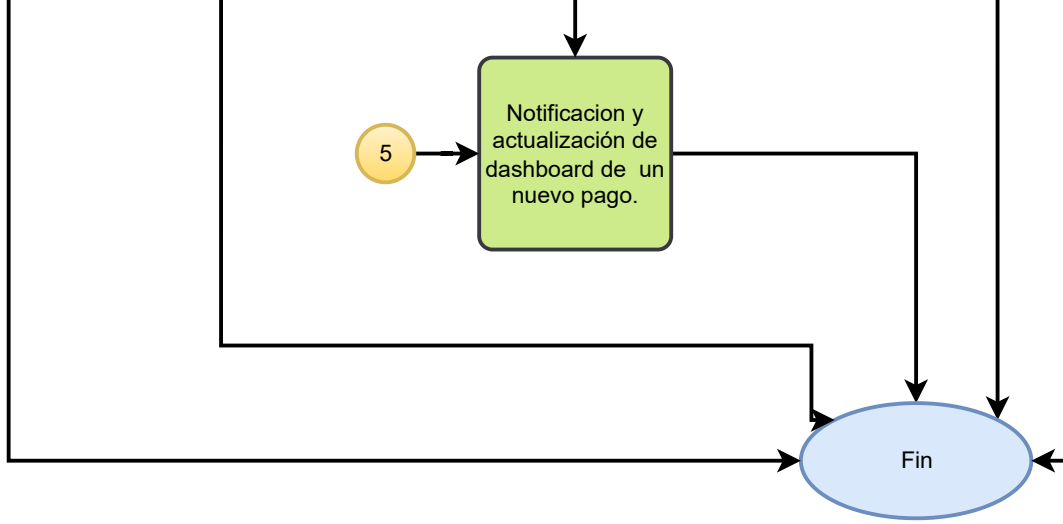 Notificacion y
actualización de
5
dashboard de un
nuevo pago.
Fin